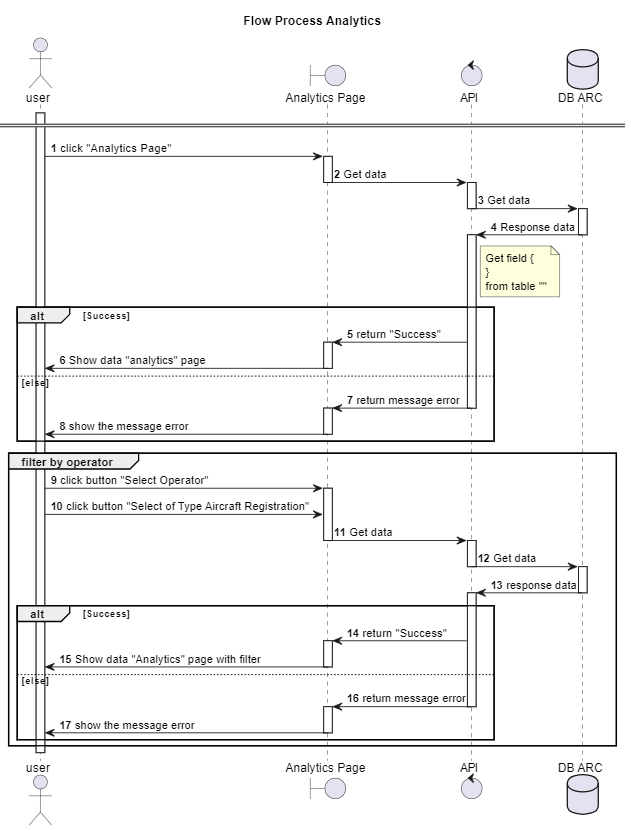 Flow Process Analytics
user
Analytics Page
API
DB ARC
1 click "Analytics Page"
2 Get data
3 Get data
4 Response data
Get field {
}
from table ""
alt
[Success]
5 return "Success"
6 Show data "analytics" page
[else]
7 return message error
8 show the message error
filter by operator
9 click button "Select Operator"
10 click button "Select of Type Aircraft Registration"
11 Get data
12 Get data
13 response data
alt
[Success]
14 return "Success"
15 Show data "Analytics" page with filter
[else]
16 return message error
17 show the message error
user
Analytics Page
API
DB ARC